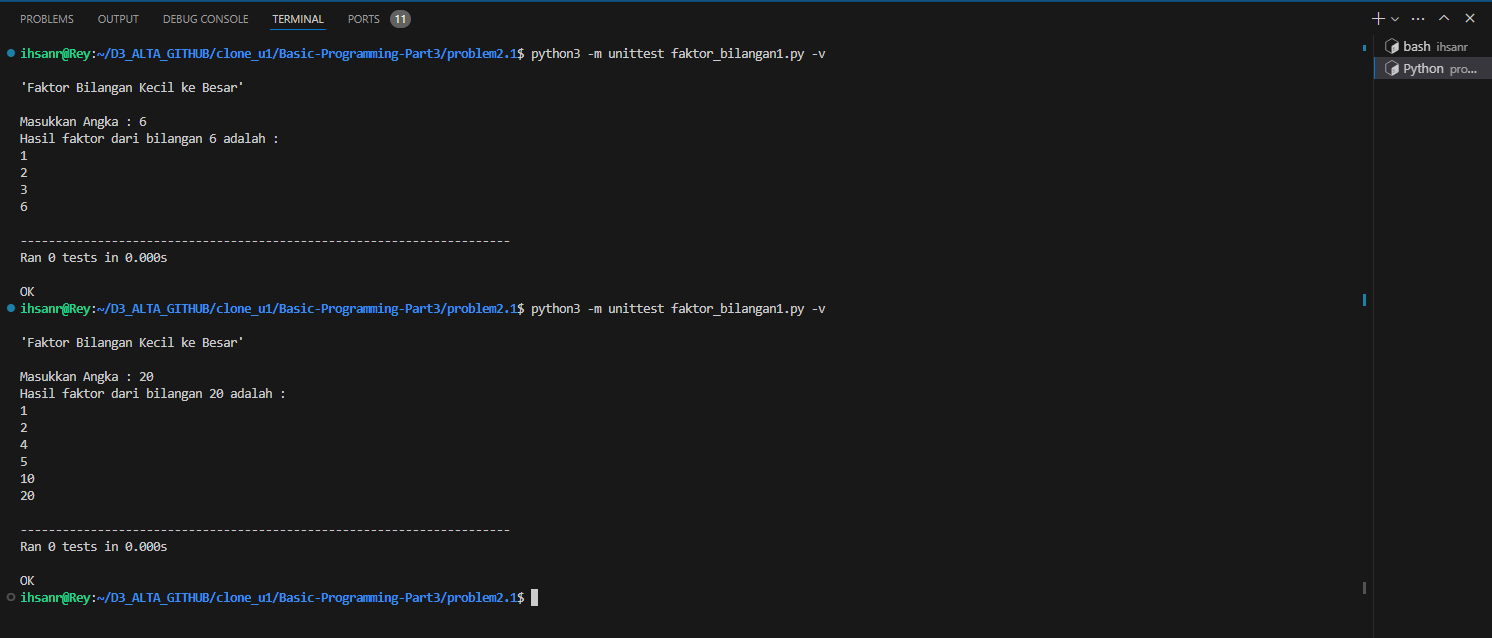 PROBLEMS OUTPUT DEBUG CONSOLE TERMINAL PORTS 11
ihsanr@Rey:~/D3_ALTA_GITHUB/clone_u1/Basic-Programming-Part3/problem2.1$ python3 -m unittest faktor_bilangan1.py -v
bash ihsanr
Python pro...
'Faktor Bilangan Kecil ke Besar'
Masukkan Angka : 6
Hasil faktor dari bilangan 6 adalah :
1
2
3
6
----------------------------------------------------------------------
Ran 0 tests in 0.000s
OK
ihsanr@Rey:~/D3_ALTA_GITHUB/clone_u1/Basic-Programming-Part3/problem2.1$ python3 -m unittest faktor_bilangan1.py -v
'Faktor Bilangan Kecil ke Besar'
Masukkan Angka : 20
Hasil faktor dari bilangan 20 adalah :
1
2
4
5
10
20
----------------------------------------------------------------------
Ran 0 tests in 0.000s
OK
ihsanr@Rey:~/D3_ALTA_GITHUB/clone_u1/Basic-Programming-Part3/problem2.1$